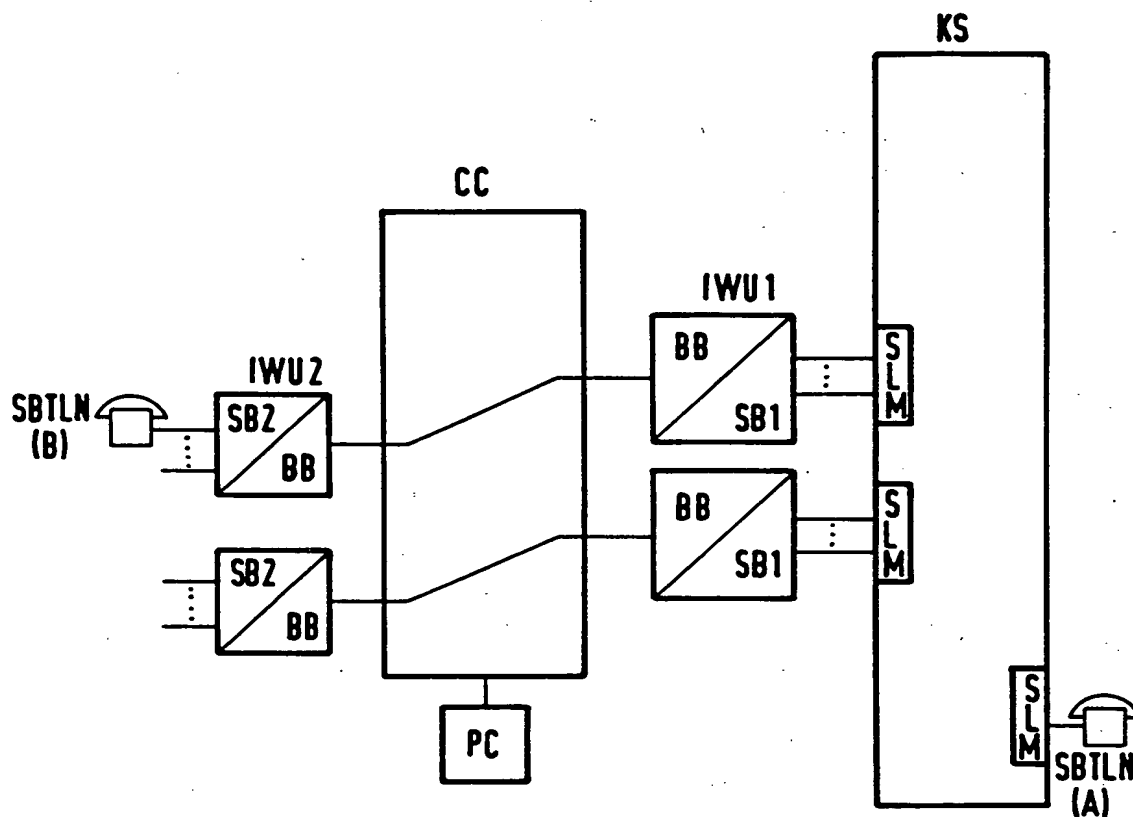 KS
CC
IWU1
BB
SB1
SLM
IWU2
SBTLN
(B)
SB2
BB
BB
SB1
SLM
SB2
BB
PC
SLM
SBTLN
(A)